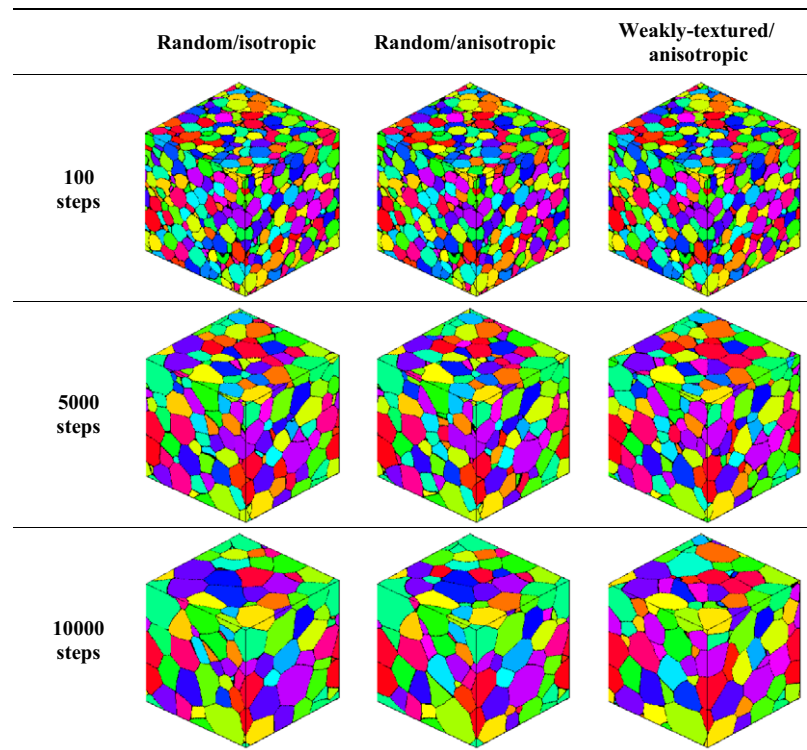 Random/isotropic
Random/anisotropic
Weakly-textured/
anisotropic
100
steps
5000
steps
10000
steps